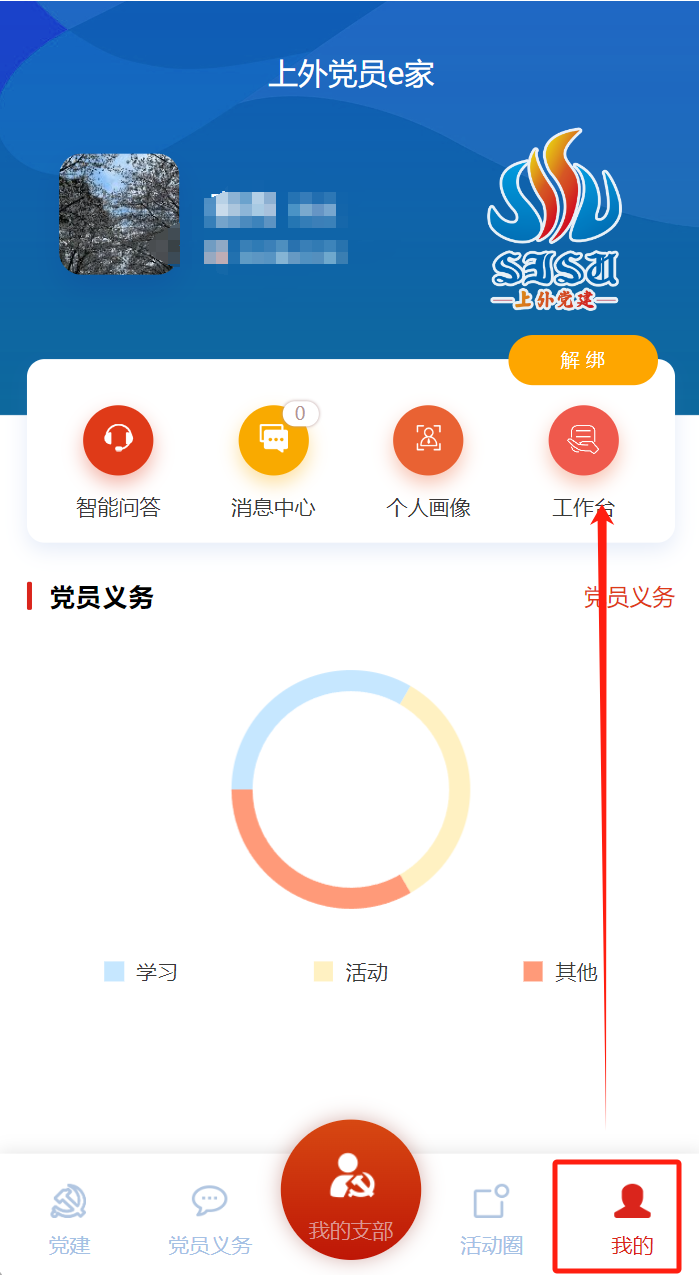 上外党员e家
SISU
上外党建
解 绑
0
智能问答 消息中心 个人画像 工作台
党员义务 党员义务
学习 活动 其他
党建 党员义务 我的支部 活动圈 我的